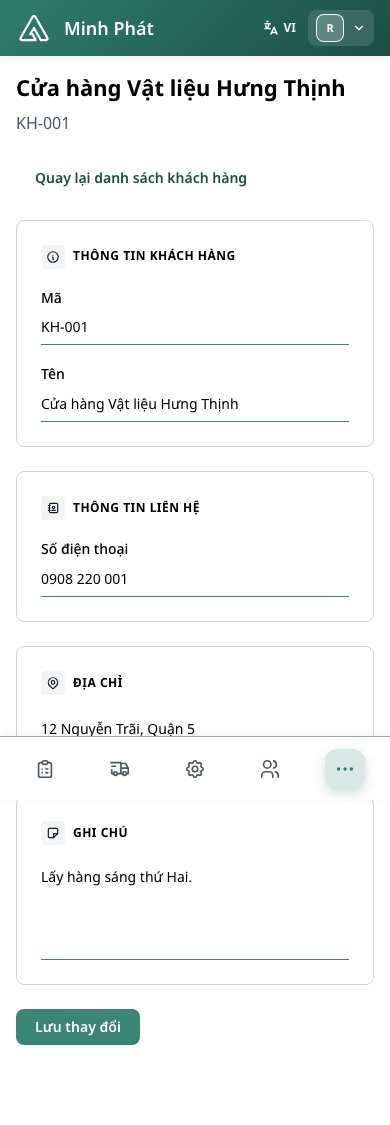 Minh Phát
VI
R
Cửa hàng Vật liệu Hưng Thịnh
KH-001
Quay lại danh sách khách hàng
THÔNG TIN KHÁCH HÀNG
Mã
KH-001
Tên
Cửa hàng Vật liệu Hưng Thịnh
THÔNG TIN LIÊN HỆ
Số điện thoại
0908 220 001
ĐỊA CHỈ
12 Nguyễn Trãi, Quận 5
GHI CHÚ
Lấy hàng sáng thứ Hai.
Lưu thay đổi